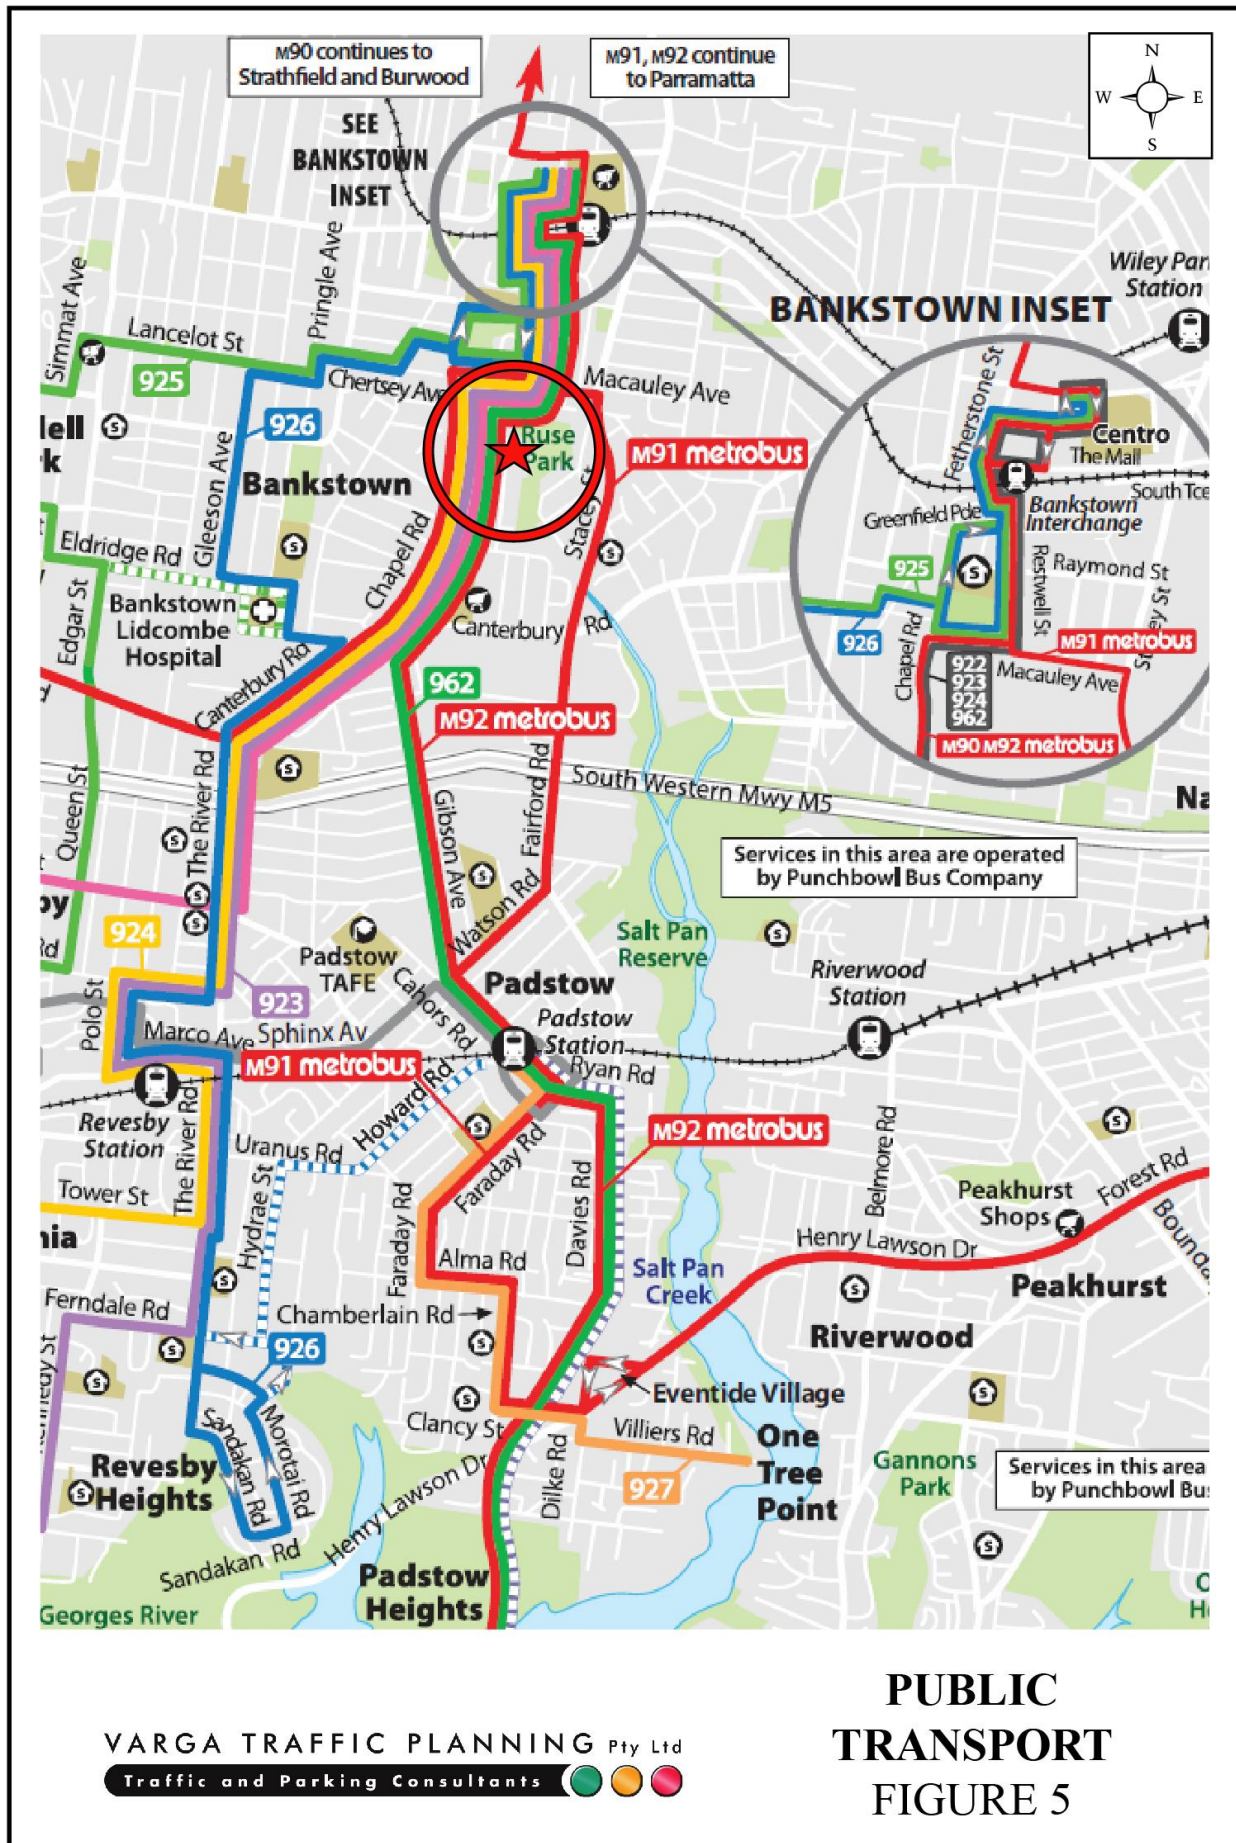 M90 continues to
Strathfield and Burwood
M91, M92 continue
to Parramatta
N
W
E
S
SEE
BANKSTOWN
INSET
Simmat Ave
Pringle Ave
Lancelot St
925
Chertsey Ave
926
Gleeson Ave
Bankstown
Macauley Ave
Ruse
Park
M91 metrobus
Stacey St
Wiley Park
Station
BANKSTOWN INSET
Fetherstone St
Centro
The Mall
South Tce
Bankstown
Interchange
Greenfield Pde
Raymond St
Restwell St
925
926
Chapel Rd
M91 metrobus
Macauley Ave
922
923
924
962
M90 M92 metrobus
Eldridge Rd
Edgar St
Bankstown
Lidcombe
Hospital
Chapel Rd
Canterbury Rd
Canterbury Rd
962
M92 metrobus
South Western Mwy M5
Queen St
The River Rd
Gibson Ave
Fairford Rd
Watson Rd
Services in this area are operated
by Punchbowl Bus Company
924
Padstow
TAFE
Salt Pan
Reserve
Riverwood
Station
923
Polo St
Marco Ave
Sphinx Av
Cahors Rd
Padstow
Padstow
Station
Ryan Rd
M91 metrobus
Revesby
Station
Howard Rd
Uranus Rd
The River Rd
Tower St
Hydrae St
Faraday Rd
Faraday Rd
M92 metrobus
Davies Rd
Belmore Rd
Peakhurst
Shops
Forest Rd
Henry Lawson Dr
Peakhurst
Alma Rd
Salt Pan
Creek
Chamberlain Rd
Riverwood
Ferndale Rd
926
Eventide Village
Clancy St
Villiers Rd
One
Tree
Point
927
Dilke Rd
Sandakan Rd
Morotai Rd
Revesby
Heights
Sandakan Rd
Henry Lawson Dr
Gannons
Park
Services in this area
by Punchbowl Bus
Padstow
Heights
Georges River
VARGA TRAFFIC PLANNING Pty Ltd
Traffic and Parking Consultants
PUBLIC
TRANSPORT
FIGURE 5